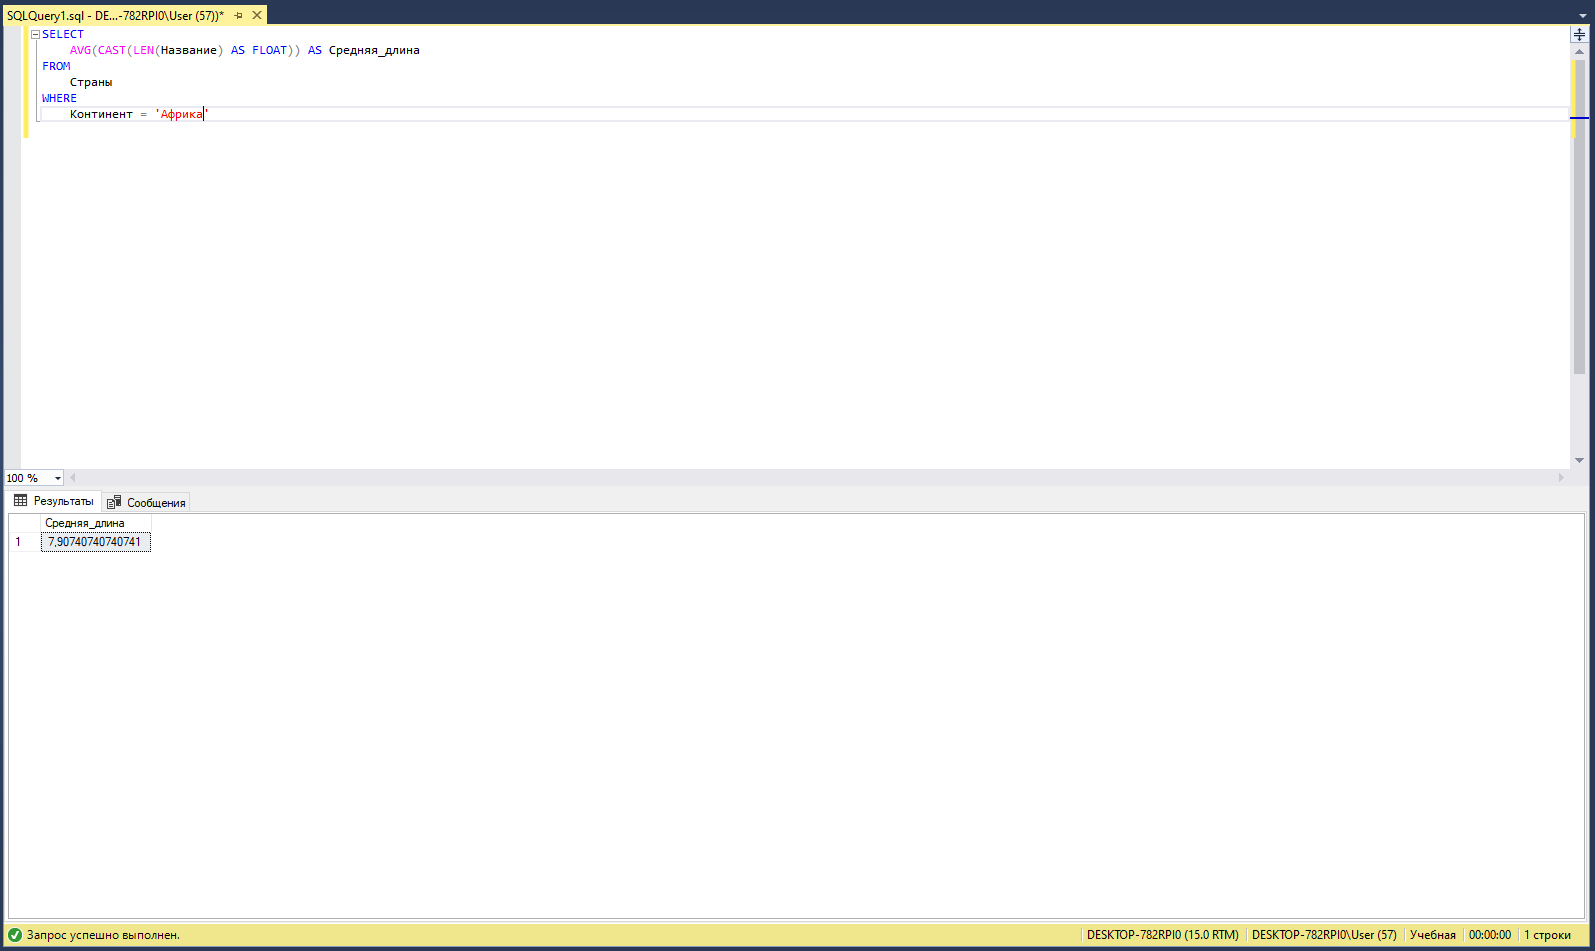 SQLQuery1.sql - DE...-782RPI0\User (57))*
SELECT
AVG(CAST(LEN(Название) AS FLOAT)) AS Средняя_длина
FROM
Страны
WHERE
Континент = 'Африка'
100 %
Результаты Сообщения
Средняя_длина
1 7,90740740740741
Запрос успешно выполнен. DESKTOP-782RPI0 (15.0 RTM) DESKTOP-782RPI0\User (57) Учебная 00:00:00 1 строки